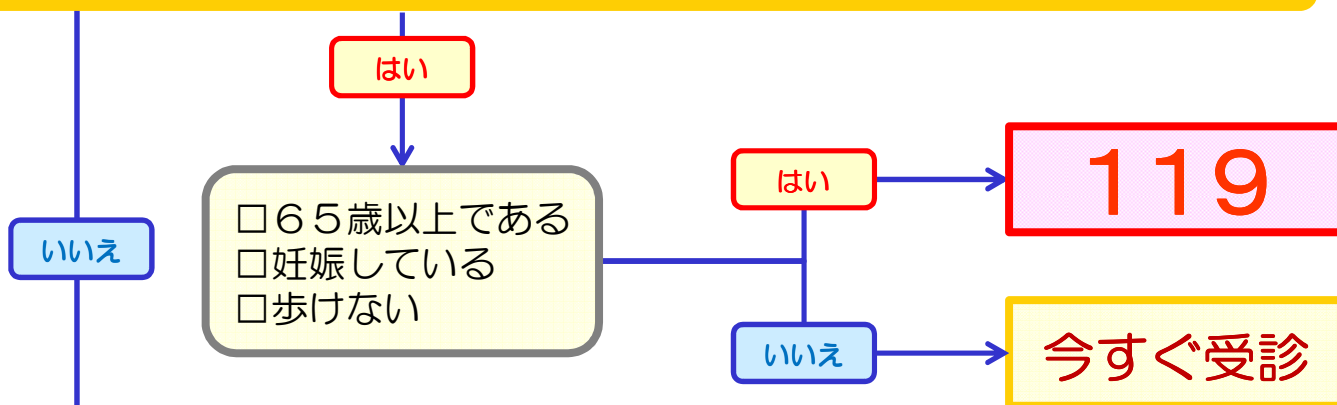 はい
はい
119
□６５歳以上である
□妊娠している
□歩けない
いいえ
いいえ
今すぐ受診